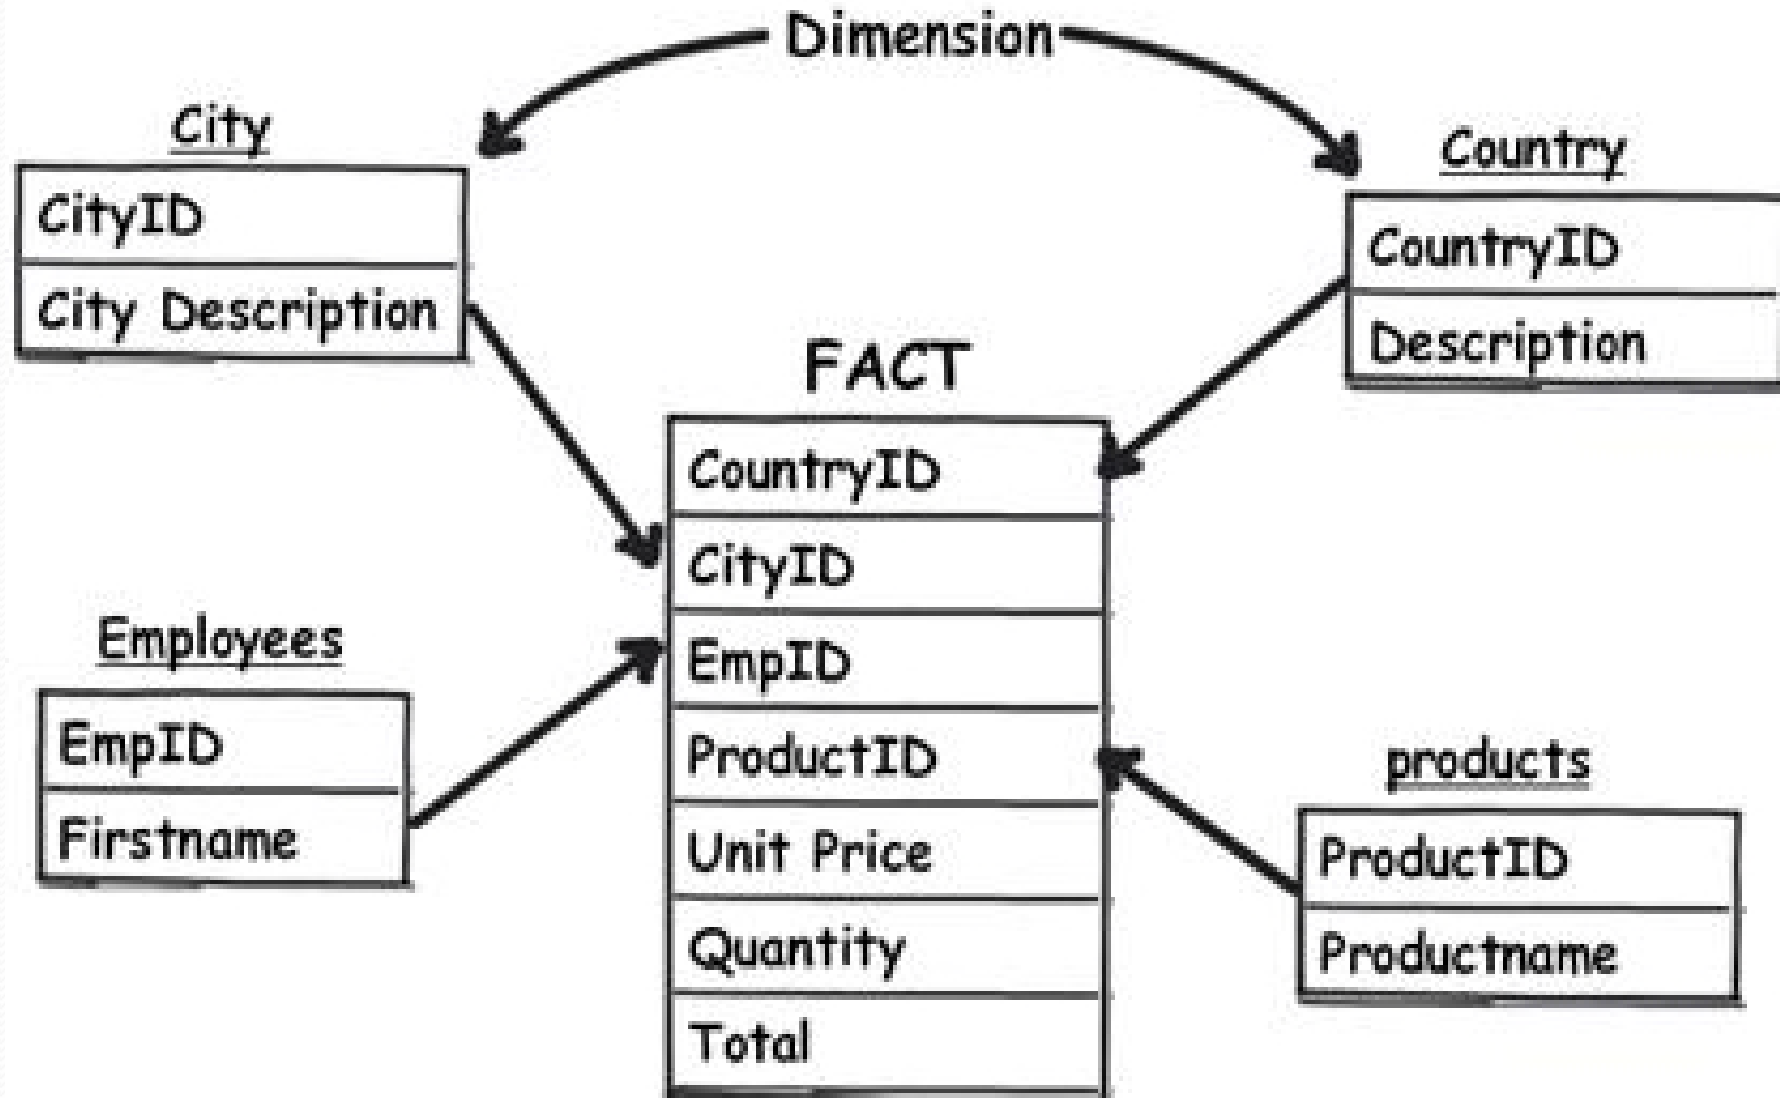 Dimension
City
CityID
City Description
Country
CountryID
Description
FACT
CountryID
CityID
EmpID
ProductID
Unit Price
Quantity
Total
Employees
EmpID
Firstname
products
ProductID
Productname